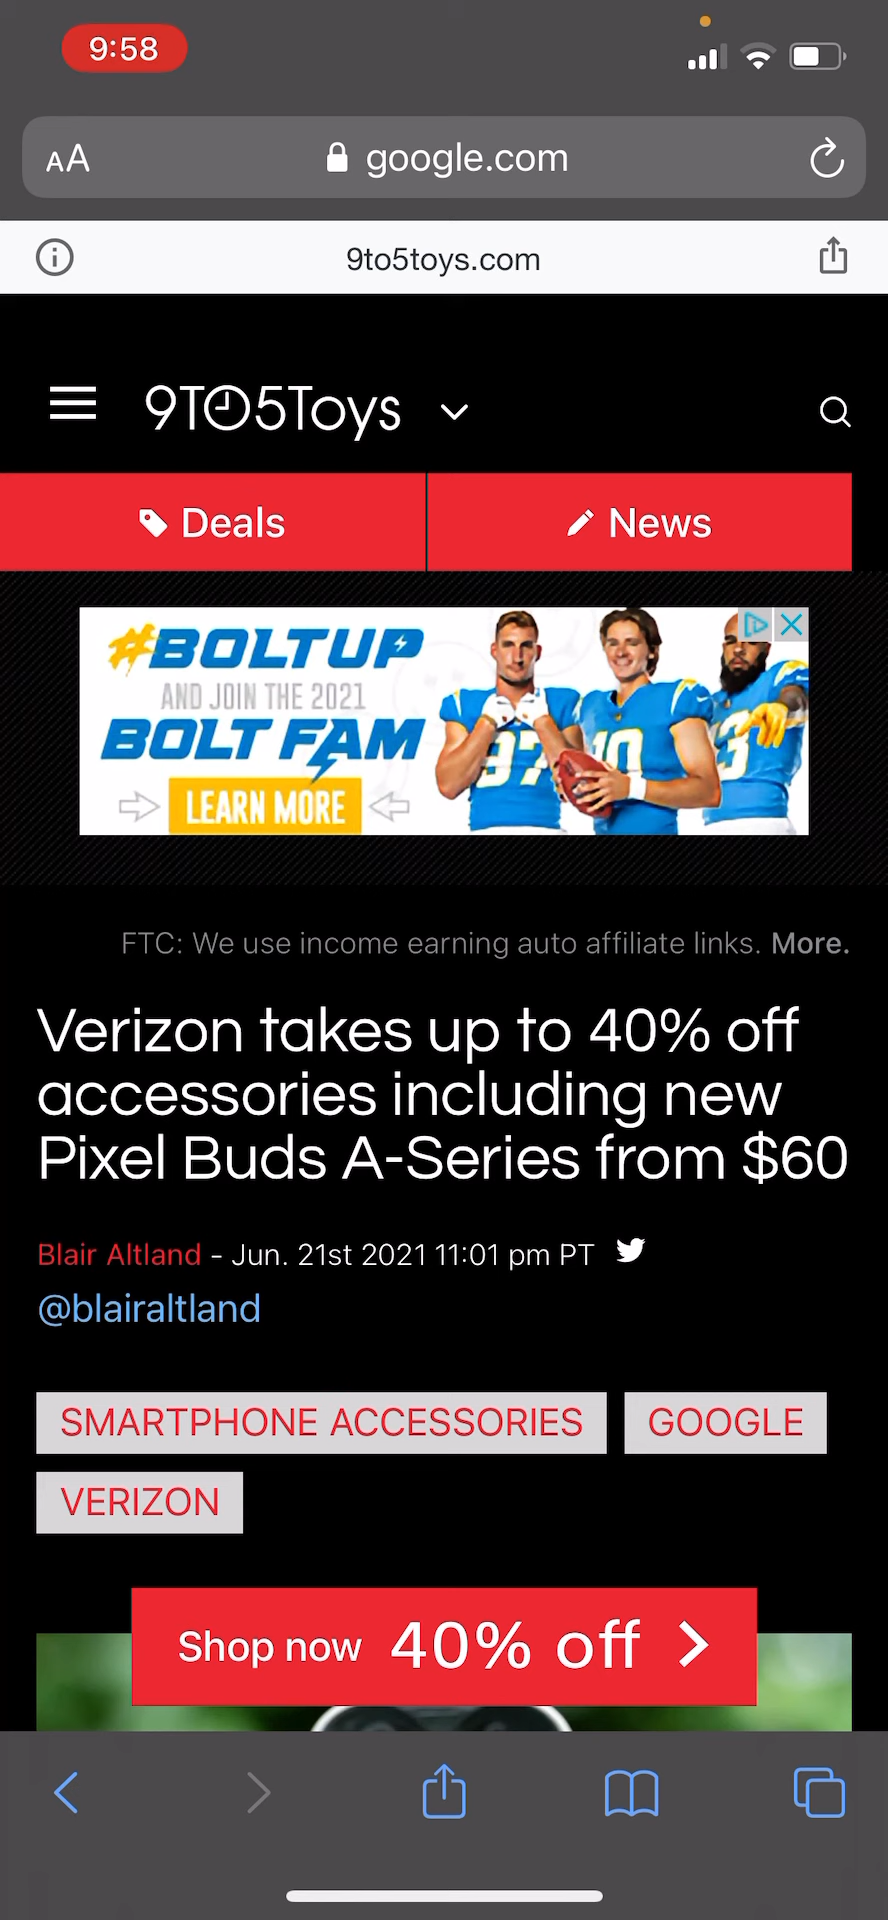 9:58
AA google.com
9to5toys.com
9TO5Toys
Deals
News
#BOLTUP
AND JOIN THE 2021
BOLT FAM
LEARN MORE
97
10
3
FTC: We use income earning auto affiliate links. More.
Verizon takes up to 40% off
accessories including new
Pixel Buds A-Series from $60
Blair Altland - Jun. 21st 2021 11:01 pm PT
@blairaltland
SMARTPHONE ACCESSORIES
GOOGLE
VERIZON
Shop now 40% off